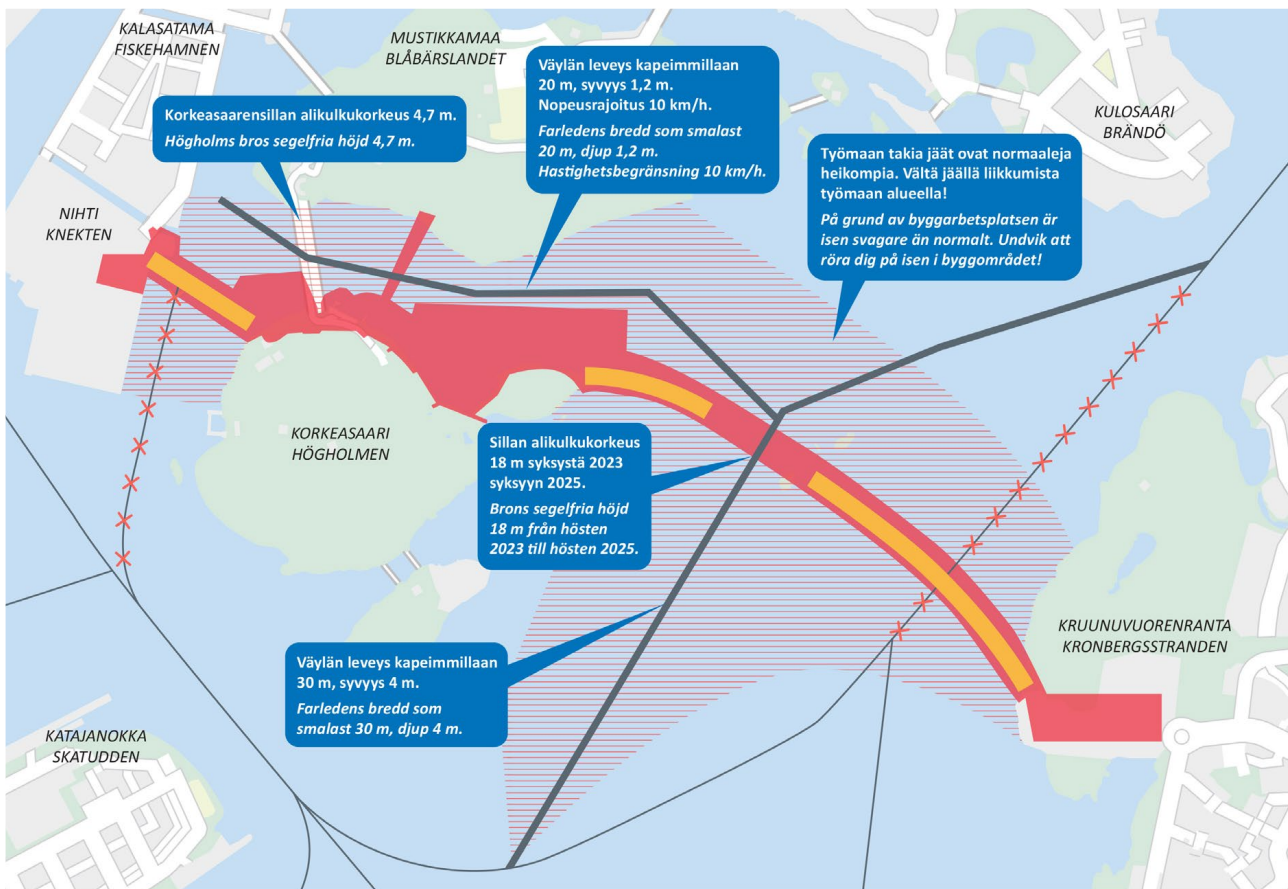 KALASATAMA
FISKEHAMNEN
MUSTIKKAMAA
BLÅBÄRSLANDET
KULOSAARI
BRÄNDÖ
Korkeasaarensillan alikulkukorkeus 4,7 m.
Högholms bros segelfria höjd 4,7 m.
Väylän leveys kapeimmillaan
20 m, syvyys 1,2 m.
Nopeusrajoitus 10 km/h.
Farledens bredd som smalast
20 m, djup 1,2 m.
Hastighetsbegränsning 10 km/h.
Työmaan takia jäät ovat normaaleja
heikompia. Vältä jäällä liikkumista
työmaan alueella!
På grund av byggarbetsplatsen är
isen svagare än normalt. Undvik att
röra dig på isen i byggområdet!
NIHTI
KNEKTEN
KORKEASAARI
HÖGHOLMEN
Sillan alikulkukorkeus
18 m syksystä 2023
syksyyn 2025.
Brons segelfria höjd
18 m från hösten
2023 till hösten 2025.
KRUUNUVUORENRANTA
KRONBERGSSTRANDEN
Väylän leveys kapeimmillaan
30 m, syvyys 4 m.
Farledens bredd som
smalast 30 m, djup 4 m.
KATAJANOKKA
SKATUDDEN